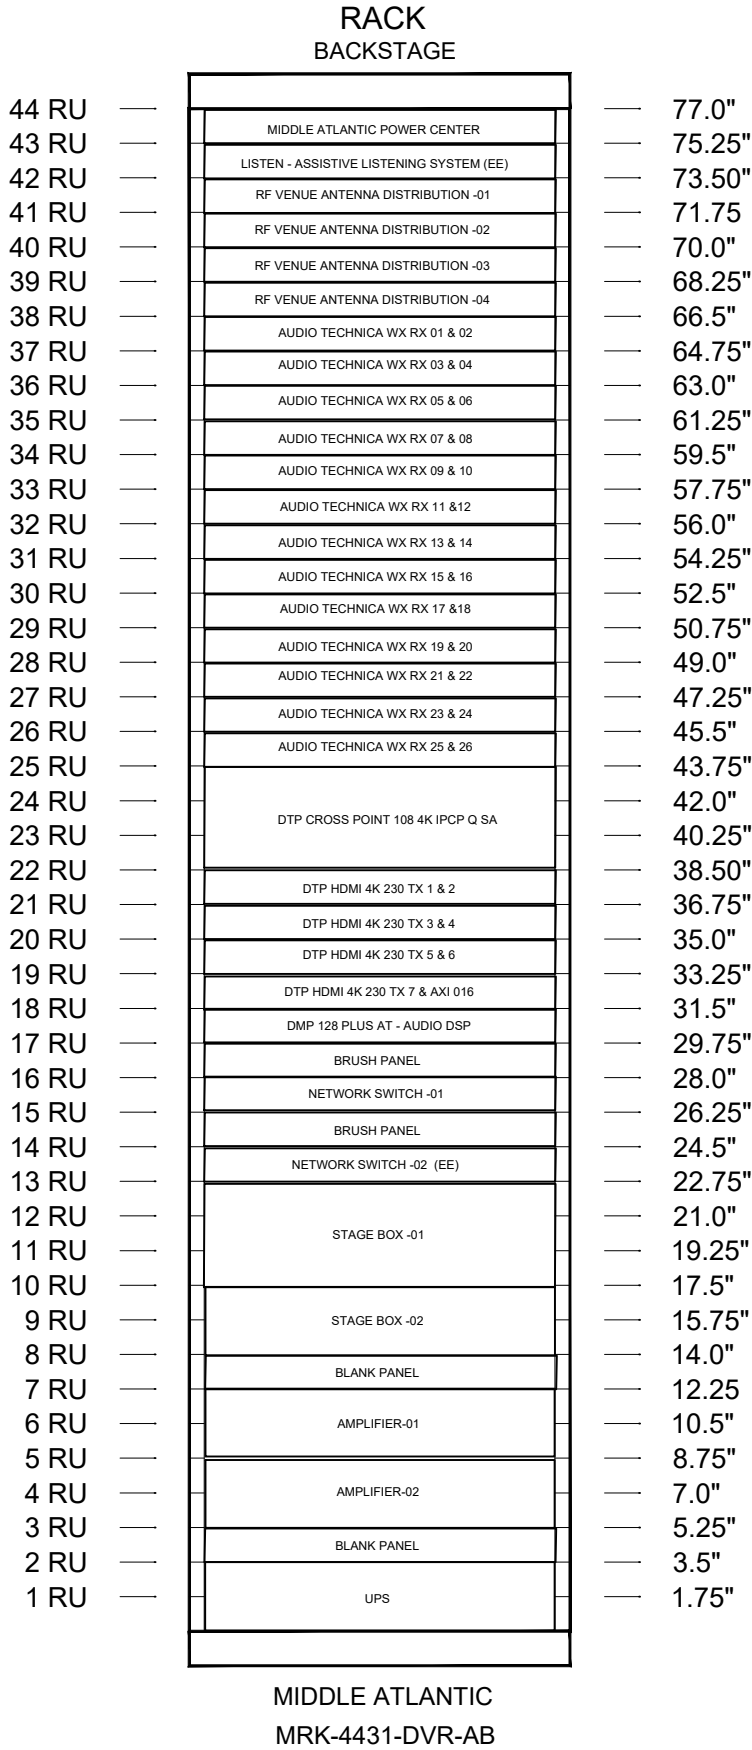 RACK
BACKSTAGE
44 RU 77.0"
MIDDLE ATLANTIC POWER CENTER
43 RU 75.25"
LISTEN - ASSISTIVE LISTENING SYSTEM (EE)
42 RU 73.50"
RF VENUE ANTENNA DISTRIBUTION -01
41 RU 71.75
RF VENUE ANTENNA DISTRIBUTION -02
40 RU 70.0"
RF VENUE ANTENNA DISTRIBUTION -03
39 RU 68.25"
RF VENUE ANTENNA DISTRIBUTION -04
38 RU 66.5"
AUDIO TECHNICA WX RX 01 & 02
37 RU 64.75"
AUDIO TECHNICA WX RX 03 & 04
36 RU 63.0"
AUDIO TECHNICA WX RX 05 & 06
35 RU 61.25"
AUDIO TECHNICA WX RX 07 & 08
34 RU 59.5"
AUDIO TECHNICA WX RX 09 & 10
33 RU 57.75"
AUDIO TECHNICA WX RX 11 &12
32 RU 56.0"
AUDIO TECHNICA WX RX 13 & 14
31 RU 54.25"
AUDIO TECHNICA WX RX 15 & 16
30 RU 52.5"
AUDIO TECHNICA WX RX 17 &18
29 RU 50.75"
AUDIO TECHNICA WX RX 19 & 20
28 RU 49.0"
AUDIO TECHNICA WX RX 21 & 22
27 RU 47.25"
AUDIO TECHNICA WX RX 23 & 24
26 RU 45.5"
AUDIO TECHNICA WX RX 25 & 26
25 RU 43.75"
24 RU 42.0"
DTP CROSS POINT 108 4K IPCP Q SA
23 RU 40.25"
22 RU 38.50"
DTP HDMI 4K 230 TX 1 & 2
21 RU 36.75"
DTP HDMI 4K 230 TX 3 & 4
20 RU 35.0"
DTP HDMI 4K 230 TX 5 & 6
19 RU 33.25"
DTP HDMI 4K 230 TX 7 & AXI 016
18 RU 31.5"
DMP 128 PLUS AT - AUDIO DSP
17 RU 29.75"
BRUSH PANEL
16 RU 28.0"
NETWORK SWITCH -01
15 RU 26.25"
BRUSH PANEL
14 RU 24.5"
NETWORK SWITCH -02 (EE)
13 RU 22.75"
12 RU 21.0"
STAGE BOX -01
11 RU 19.25"
10 RU 17.5"
9 RU STAGE BOX -02 15.75"
8 RU 14.0"
BLANK PANEL
7 RU 12.25
6 RU AMPLIFIER-01 10.5"
5 RU 8.75"
4 RU AMPLIFIER-02 7.0"
3 RU 5.25"
BLANK PANEL
2 RU 3.5"
1 RU UPS 1.75"
MIDDLE ATLANTIC
MRK-4431-DVR-AB